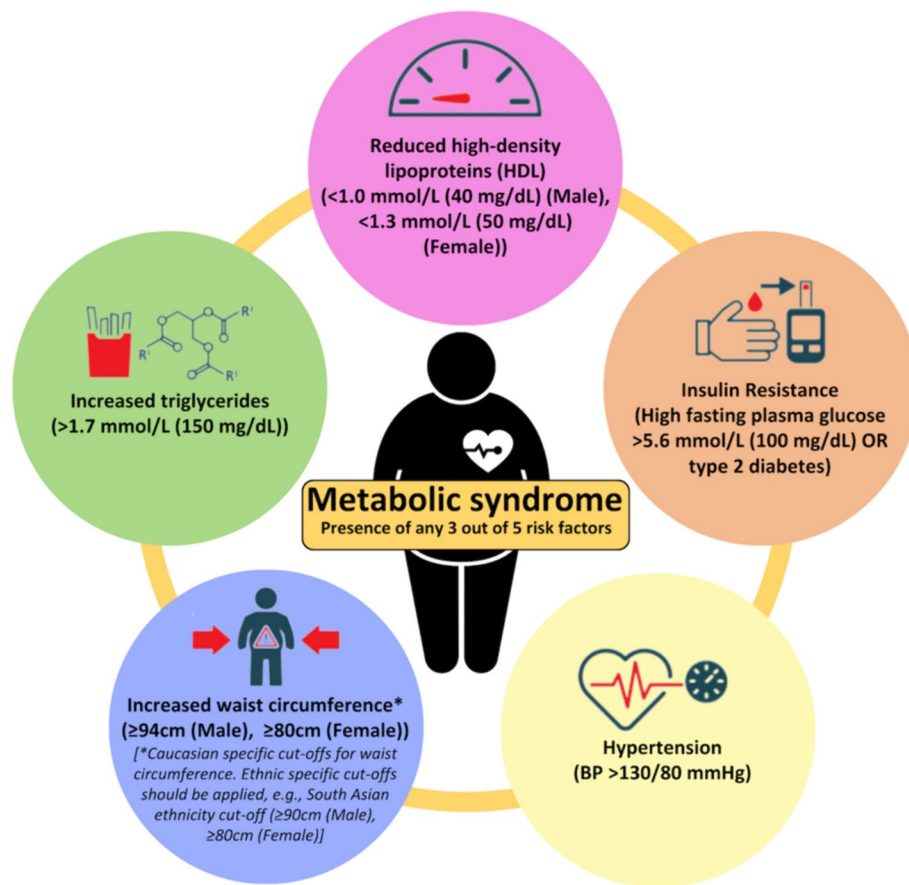 Reduced high-density
lipoproteins (HDL)
(<1.0 mmol/L (40 mg/dL) (Male),
<1.3 mmol/L (50 mg/dL)
(Female))
R¹
R²
R³
Increased triglycerides
(>1.7 mmol/L (150 mg/dL))
Insulin Resistance
(High fasting plasma glucose
>5.6 mmol/L (100 mg/dL) OR
type 2 diabetes)
Metabolic syndrome
Presence of any 3 out of 5 risk factors
Increased waist circumference*
(≥94cm (Male), ≥80cm (Female))
[*Caucasian specific cut-offs for waist
circumference. Ethnic specific cut-offs
should be applied, e.g., South Asian
ethnicity cut-off (≥90cm (Male),
≥80cm (Female)]
Hypertension
(BP >130/80 mmHg)